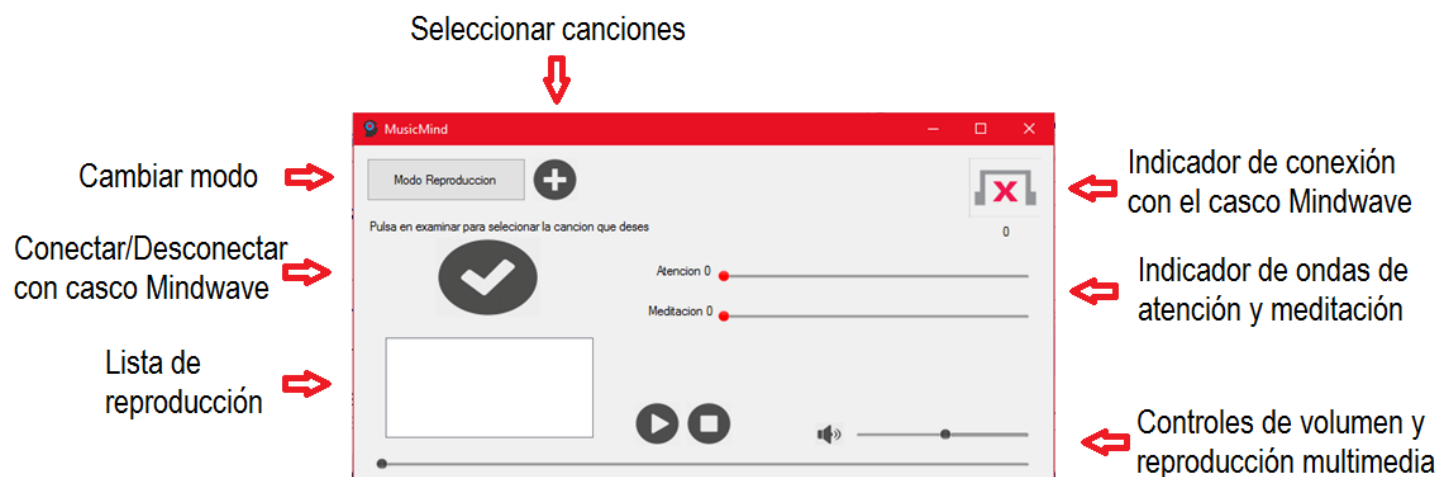 Seleccionar canciones
MusicMind
Cambiar modo
Modo Reproduccion
Indicador de conexión
con el casco Mindwave
Pulsa en examinar para selecionar la cancion que deses
0
Conectar/Desconectar
con casco Mindwave
Atencion 0
Meditacion 0
Indicador de ondas de
atención y meditación
Lista de
reproducción
Controles de volumen y
reproducción multimedia